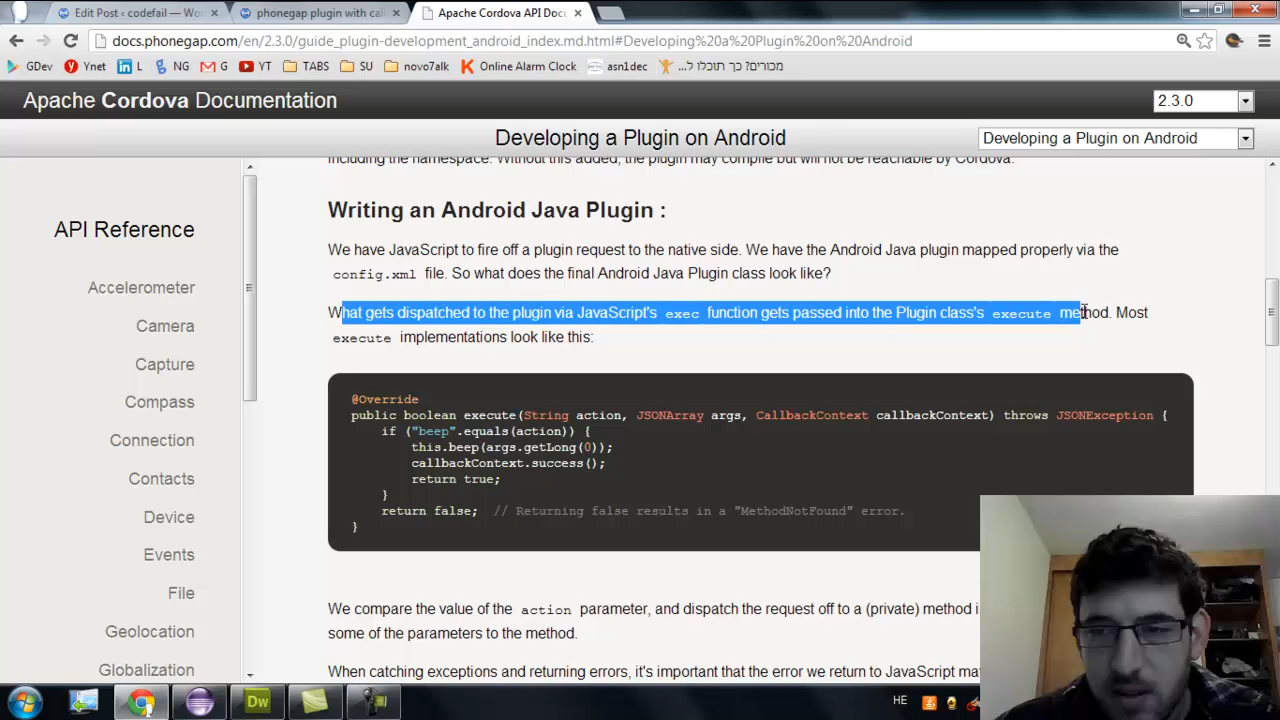 Edit Post ‹ codefail — Wo
phonegap plugin with cal
Apache Cordova API Doc
docs.phonegap.com/en/2.3.0/guide_plugin-development_android_index.md.html#Developing%20a%20Plugin%20on%20Android
GDev Ynet L NG G YT TABS SU novo7alk Online Alarm Clock asn1dec מכורים? כך תוכלו ל...
Apache Cordova Documentation
2.3.0
Developing a Plugin on Android
Developing a Plugin on Android
including the namespace. Without this added, the plugin may compile but will not be reachable by Cordova.
API Reference
Accelerometer
Camera
Capture
Compass
Connection
Contacts
Device
Events
File
Geolocation
Globalization
Writing an Android Java Plugin :
We have JavaScript to fire off a plugin request to the native side. We have the Android Java plugin mapped properly via the
config.xml file. So what does the final Android Java Plugin class look like?
What gets dispatched to the plugin via JavaScript's exec function gets passed into the Plugin class's execute method. Most
execute implementations look like this:
@Override
public boolean execute(String action, JSONArray args, CallbackContext callbackContext) throws JSONException {
if ("beep".equals(action)) {
this.beep(args.getLong(0));
callbackContext.success();
return true;
}
return false; // Returning false results in a "MethodNotFound" error.
}
We compare the value of the action parameter, and dispatch the request off to a (private) method i
some of the parameters to the method.
When catching exceptions and returning errors, it's important that the error we return to JavaScript mat
Dw
HE